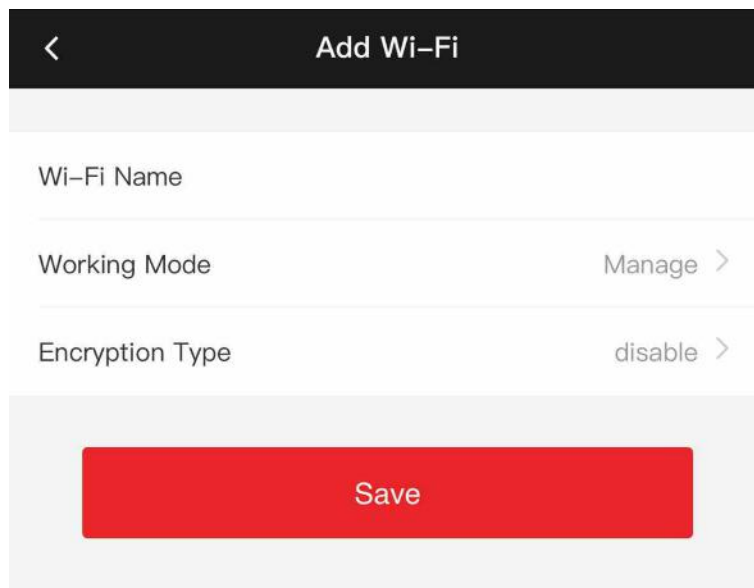 Add Wi-Fi
Wi-Fi Name
Working Mode Manage
Encryption Type disable
Save